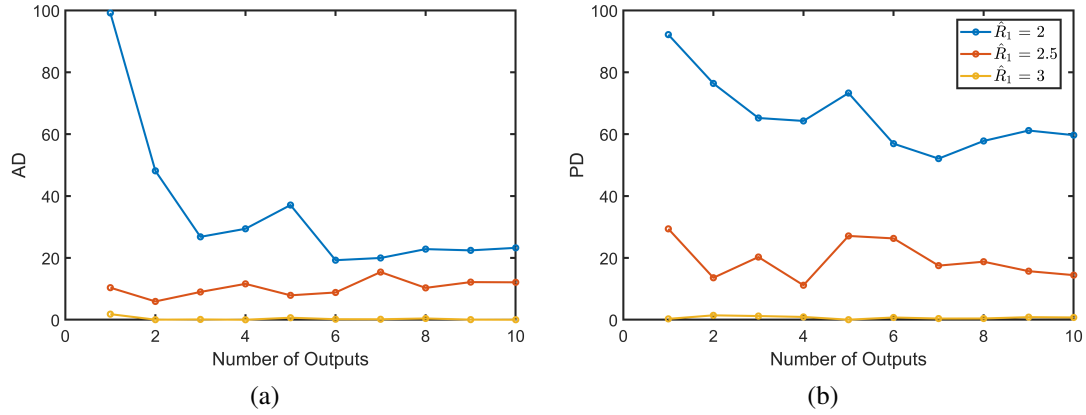 100
80
60
40
20
0
AD
0 2 4 6 8 10
Number of Outputs
(a)
100
80
60
40
20
0
PD
0 2 4 6 8 10
Number of Outputs
(b)
R̂₁ = 2
R̂₁ = 2.5
R̂₁ = 3